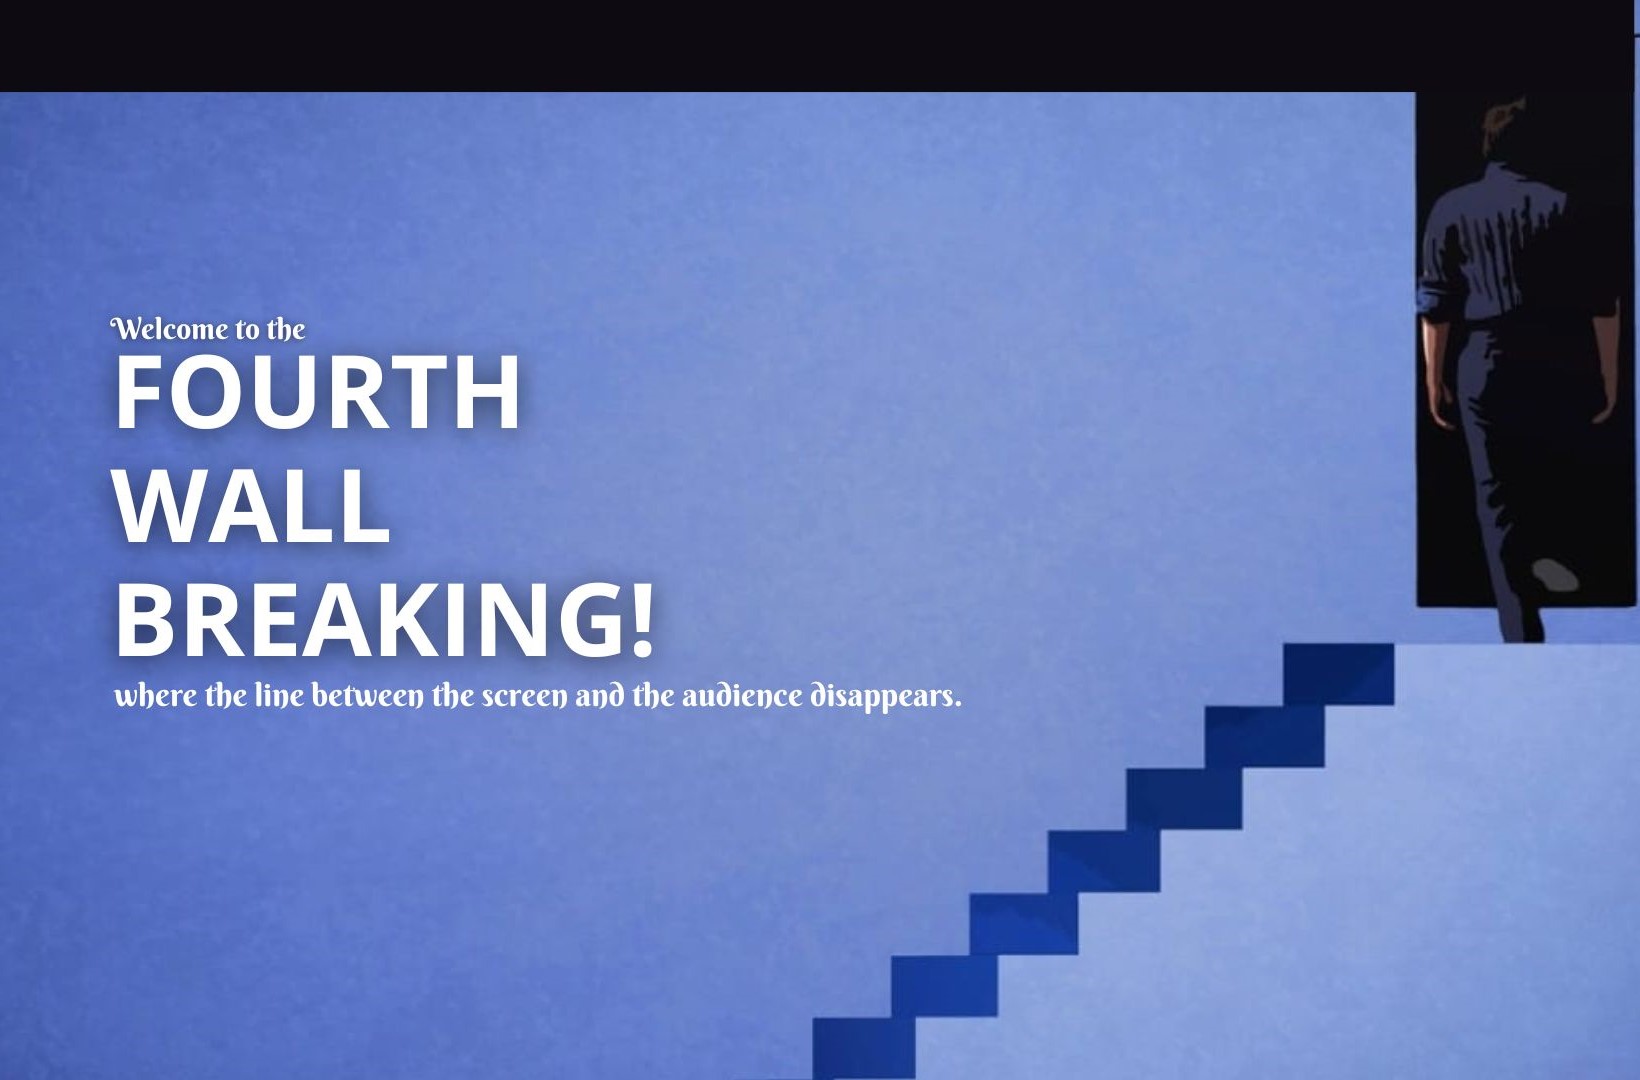 Welcome to the
FOURTH
WALL
BREAKING!
where the line between the screen and the audience disappears.